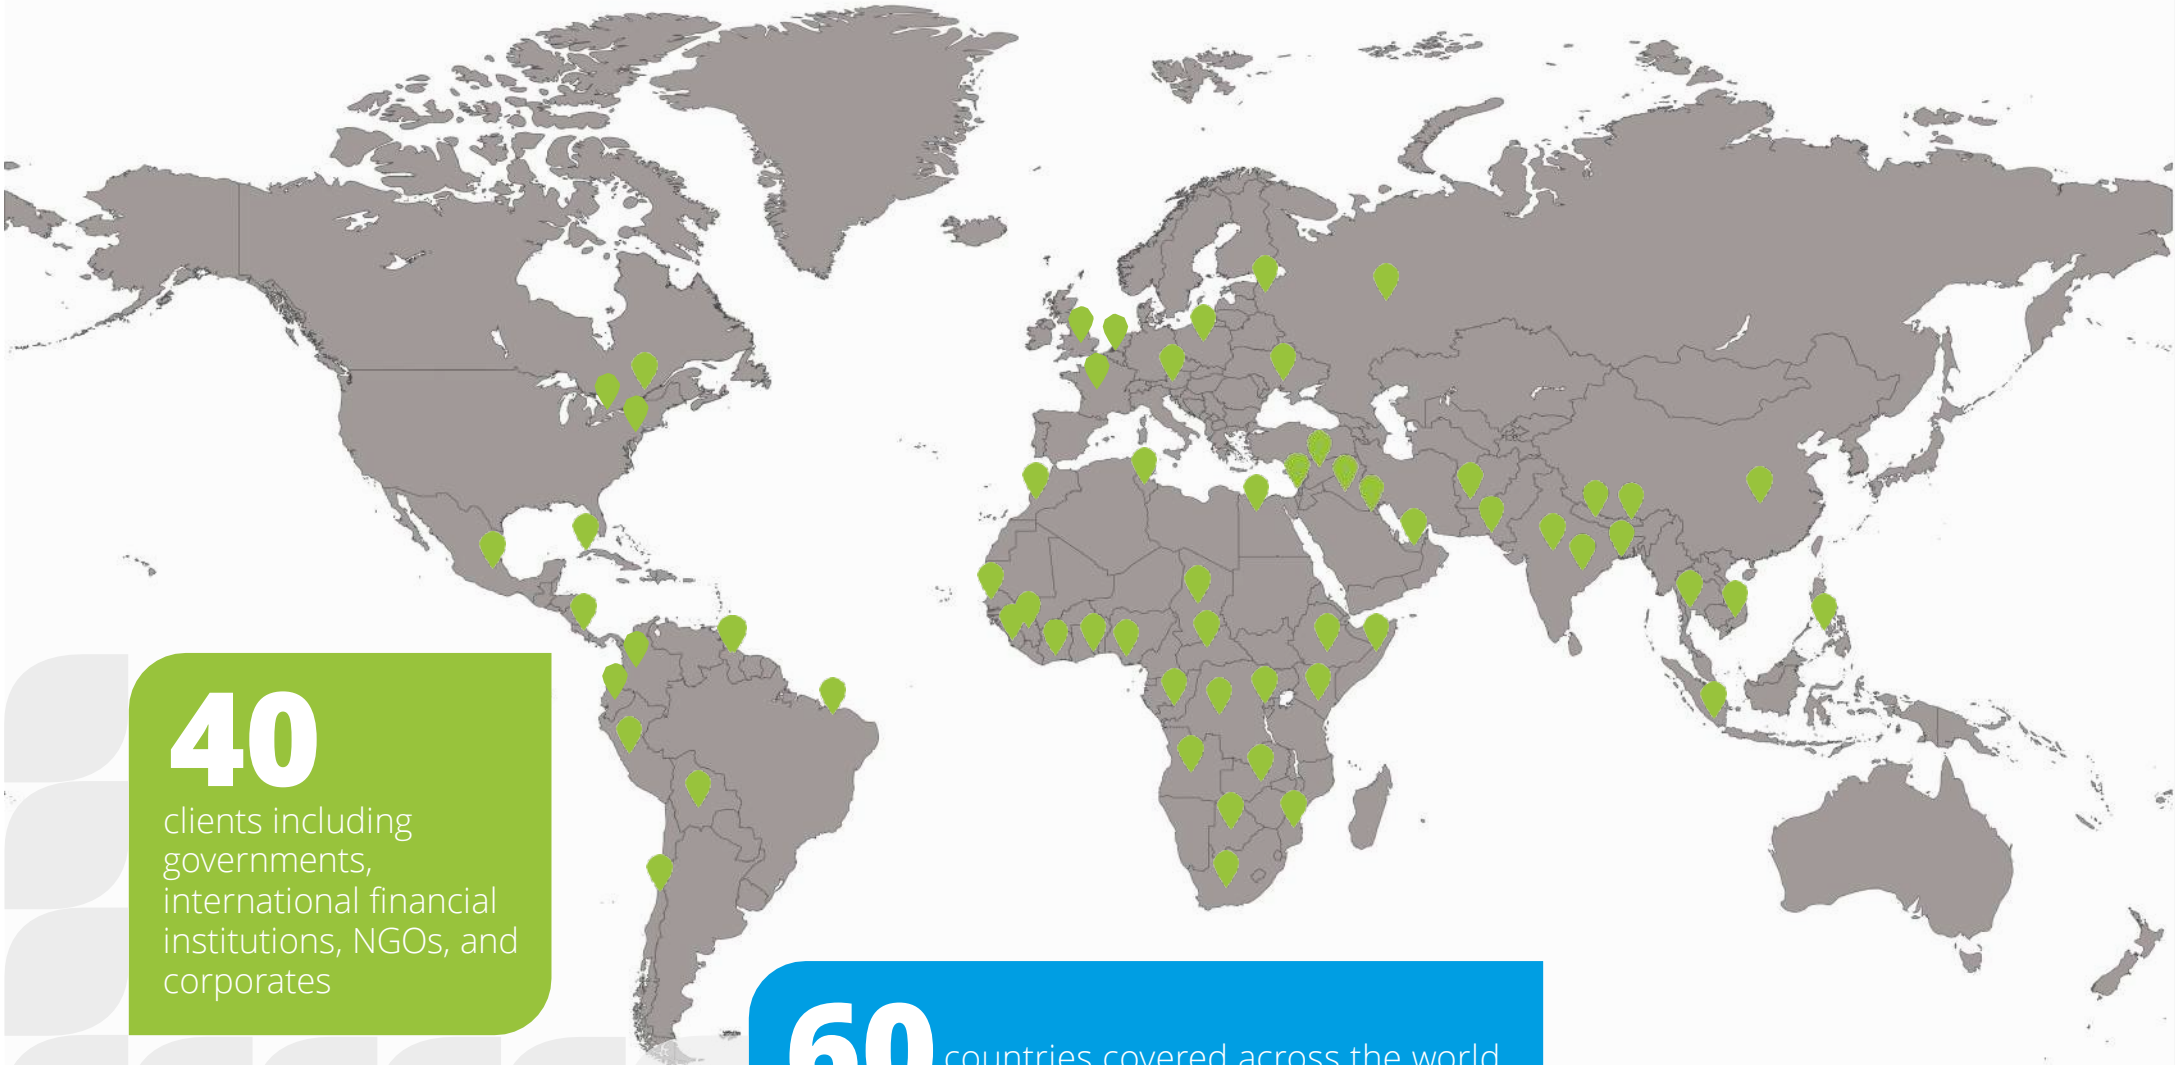 40
clients including
governments,
international financial
institutions, NGOs, and
corporates
60 countries covered across the world